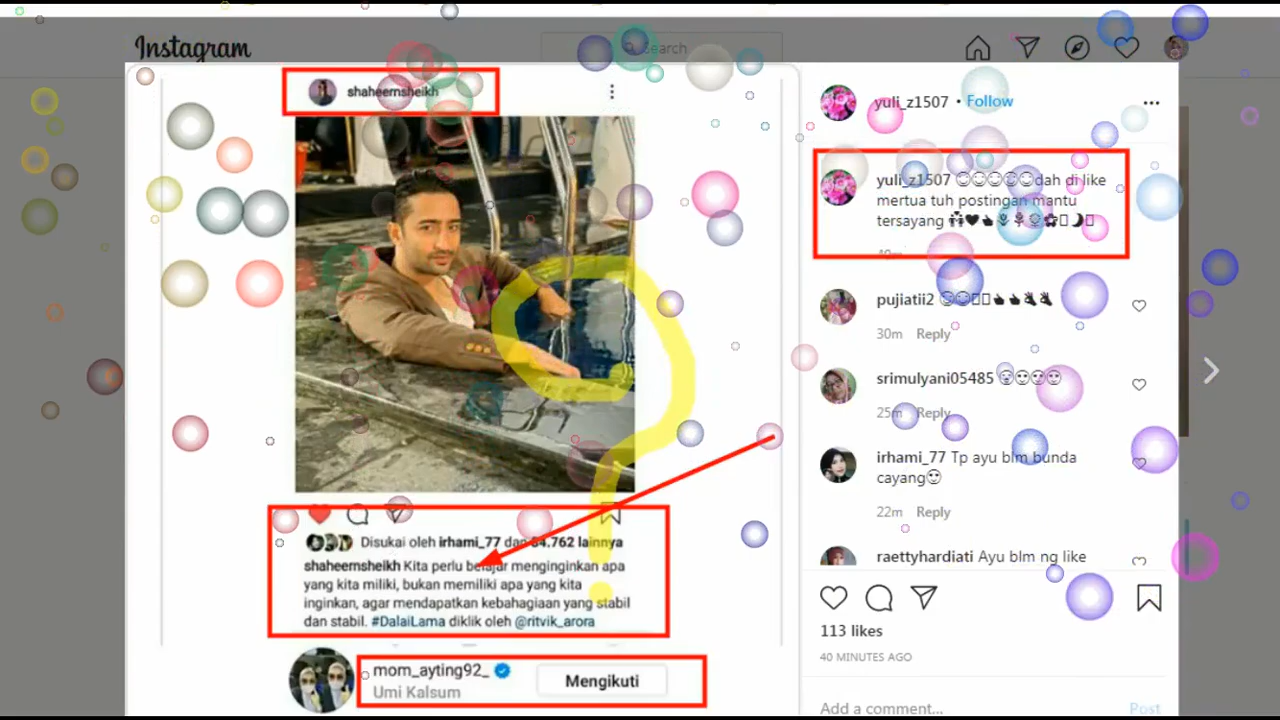 Instagram
Search
shaheernsheikh
Disukai oleh irhami_77 dan 84.762 lainnya
shaheernsheikh Kita perlu belajar menginginkan apa
yang kita miliki, bukan memiliki apa yang kita
inginkan, agar mendapatkan kebahagiaan yang stabil
dan stabil. #DalaiLama diklik oleh @ritvik_arora
mom_ayting92_
Umi Kalsum
Mengikuti
yuli_z1507 • Follow
yuli_z1507 dah di like
mertua tuh postingan mantu
tersayang
pujiatii2
30m Reply
srimulyani05485
25m Reply
irhami_77 Tp ayu blm bunda
cayang
22m Reply
raettyhardiati Ayu blm ng like
113 likes
40 MINUTES AGO
Add a comment...
Post